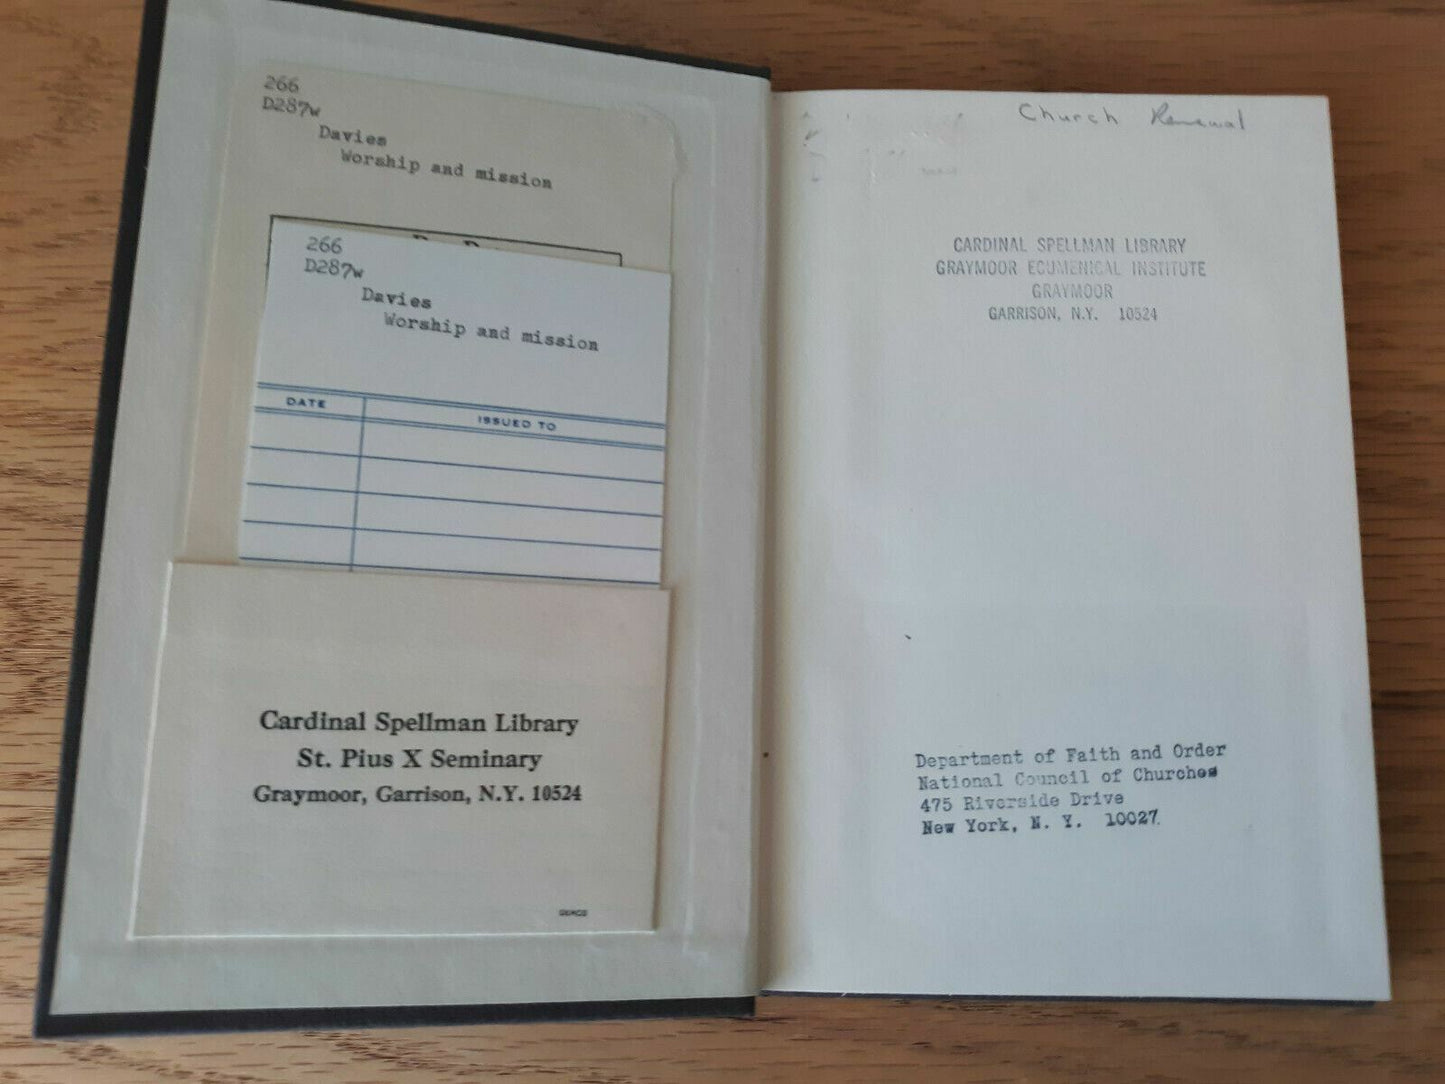 266
D287w
Davies
Worship and mission
266
D287w
Davies
Worship and mission
DATE
ISSUED TO
Cardinal Spellman Library
St. Pius X Seminary
Graymoor, Garrison, N.Y. 10524
Church Renewal
CARDINAL SPELLMAN LIBRARY
GRAYMOOR ECUMENICAL INSTITUTE
GRAYMOOR
GARRISON, N.Y. 10524
Department of Faith and Order
National Council of Churches
475 Riverside Drive
New York, N. Y. 10027